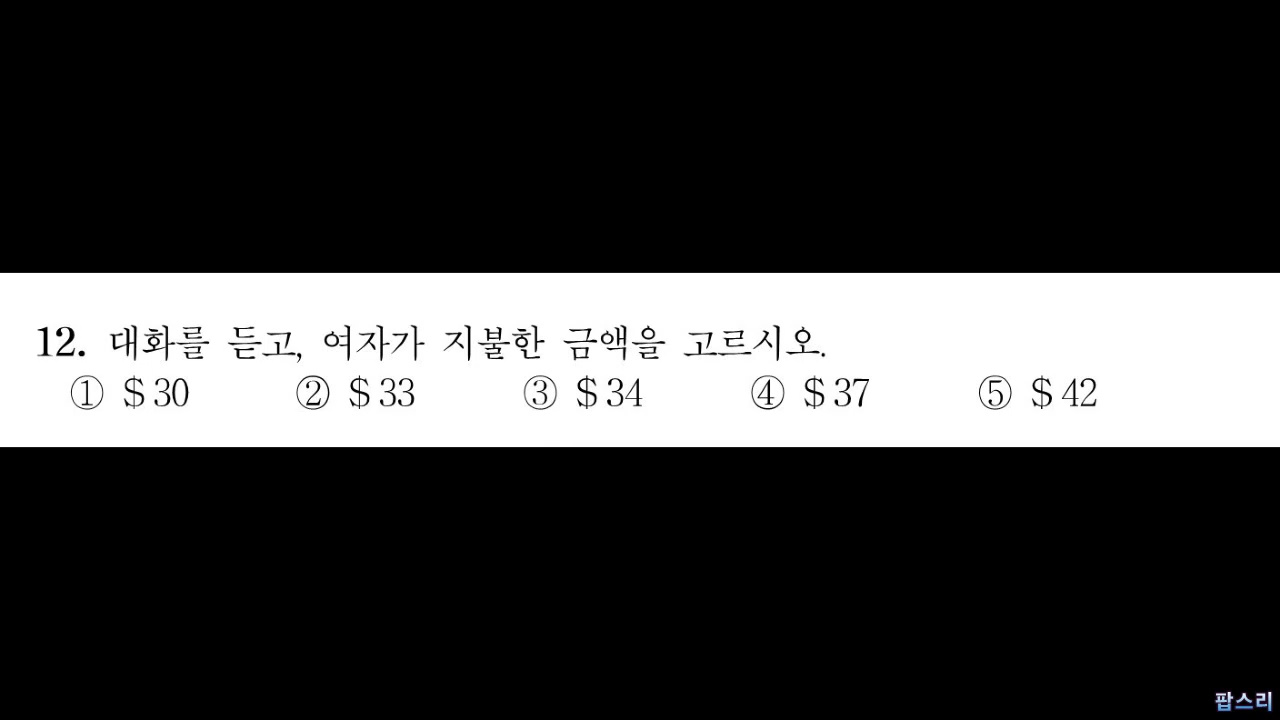 12. 대화를 듣고, 여자가 지불한 금액을 고르시오.
① $30 ② $33 ③ $34 ④ $37 ⑤ $42
팝스리